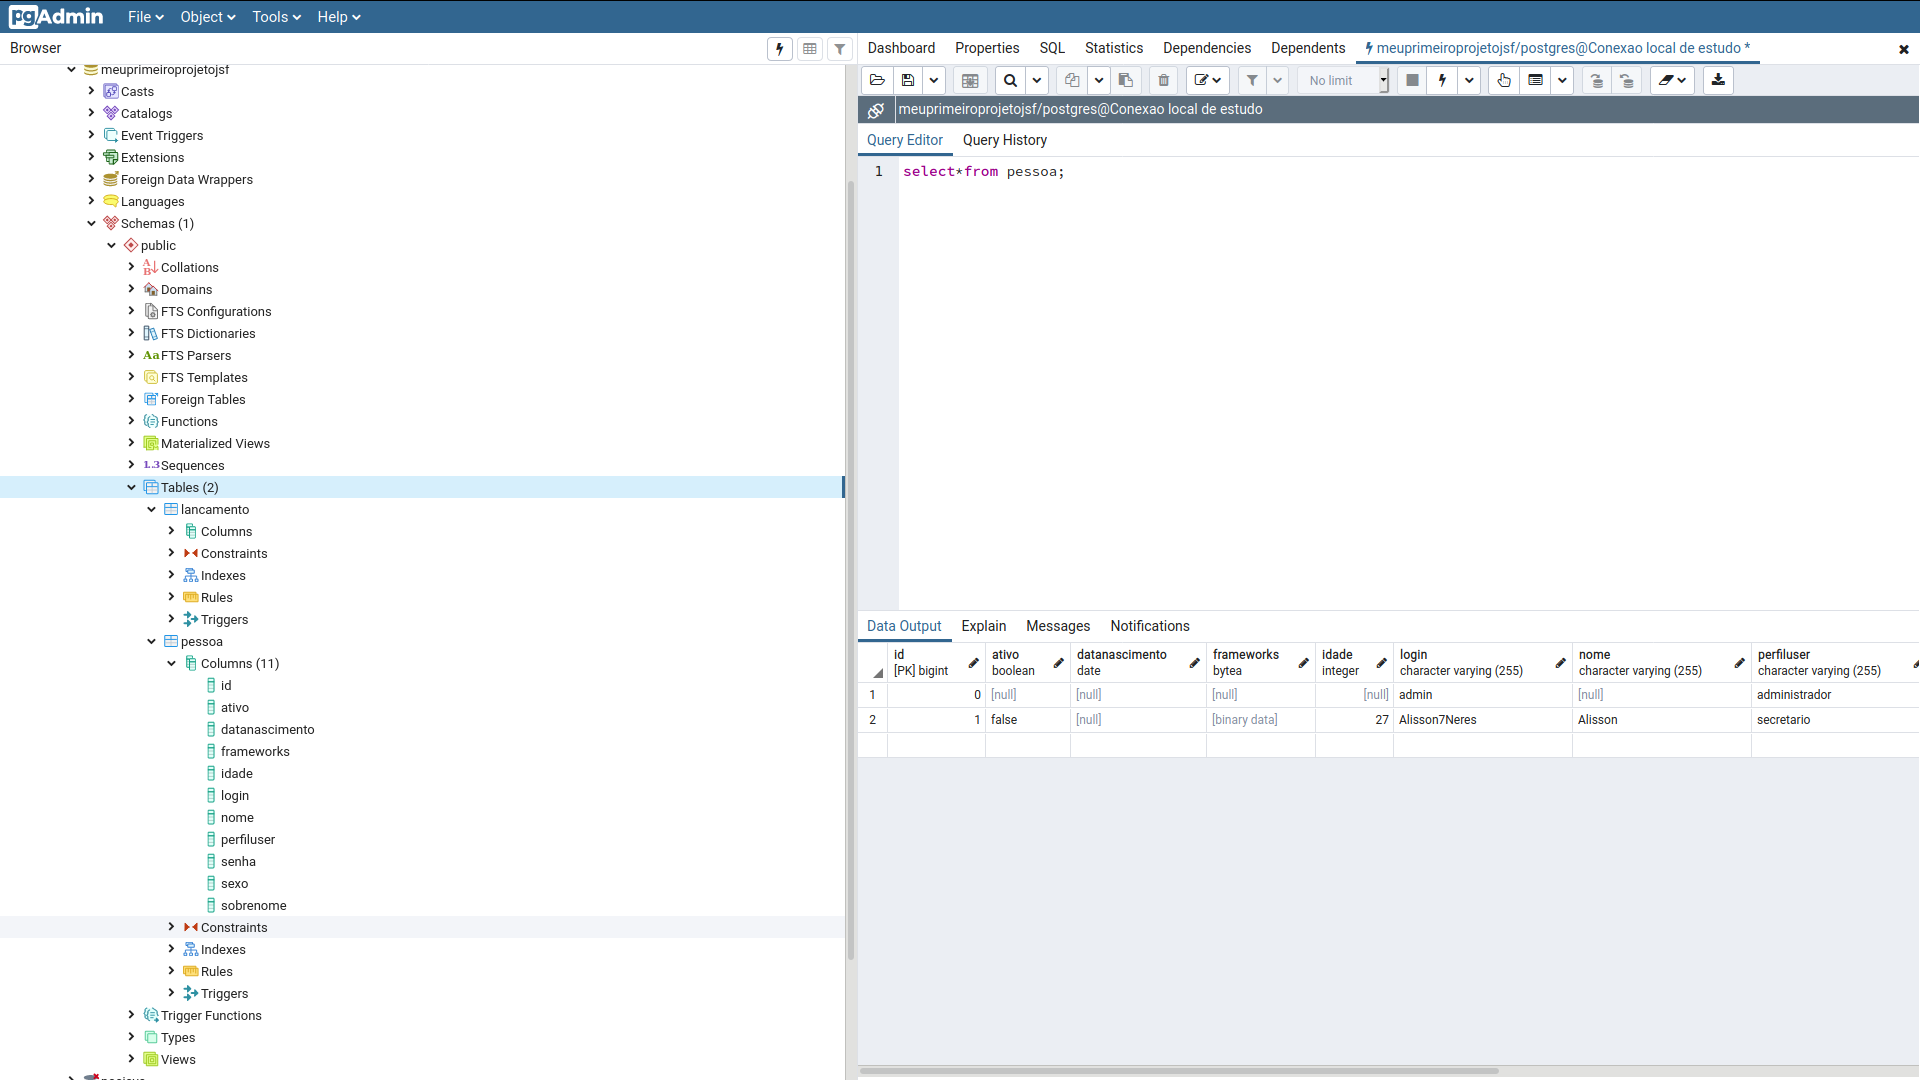 pgAdmin File Object Tools Help
Browser
meuprimeiroprojetojsf
Casts
Catalogs
Event Triggers
Extensions
Foreign Data Wrappers
Languages
Schemas (1)
public
Collations
Domains
FTS Configurations
FTS Dictionaries
Aa FTS Parsers
FTS Templates
Foreign Tables
Functions
Materialized Views
1..3 Sequences
Tables (2)
lancamento
Columns
Constraints
Indexes
Rules
Triggers
pessoa
Columns (11)
id
ativo
datanascimento
frameworks
idade
login
nome
perfiluser
senha
sexo
sobrenome
Constraints
Indexes
Rules
Triggers
Trigger Functions
Types
Views
Dashboard Properties SQL Statistics Dependencies Dependents meuprimeiroprojetojsf/postgres@Conexao local de estudo *
No limit
meuprimeiroprojetojsf/postgres@Conexao local de estudo
Query Editor Query History
1 select*from pessoa;
Data Output Explain Messages Notifications
id ativo datanascimento frameworks idade login nome perfiluser
[PK] bigint boolean date bytea integer character varying (255) character varying (255) character varying (255)
1 0 [null] [null] [null] [null] admin [null] administrador
2 1 false [null] [binary data] 27 Alisson7Neres Alisson secretario